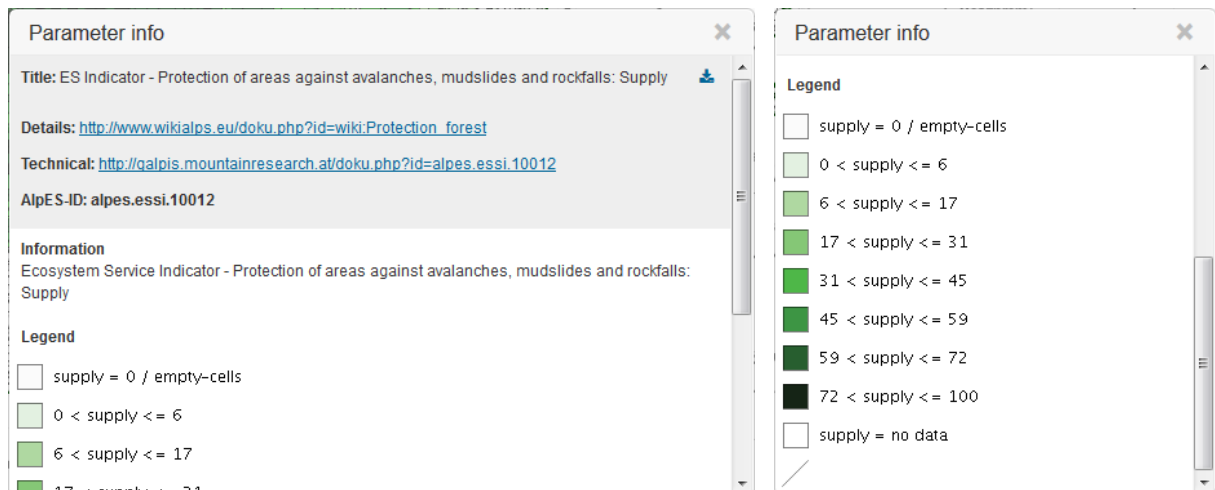 Parameter info
Title: ES Indicator - Protection of areas against avalanches, mudslides and rockfalls: Supply
Details: http://www.wikialps.eu/doku.php?id=wiki:Protection_forest
Technical: http://galpis.mountainresearch.at/doku.php?id=alpes.essi.10012
AlpES-ID: alpes.essi.10012
Information
Ecosystem Service Indicator - Protection of areas against avalanches, mudslides and rockfalls:
Supply
Legend
supply = 0 / empty-cells
0 < supply <= 6
6 < supply <= 17
Parameter info
Legend
supply = 0 / empty-cells
0 < supply <= 6
6 < supply <= 17
17 < supply <= 31
31 < supply <= 45
45 < supply <= 59
59 < supply <= 72
72 < supply <= 100
supply = no data